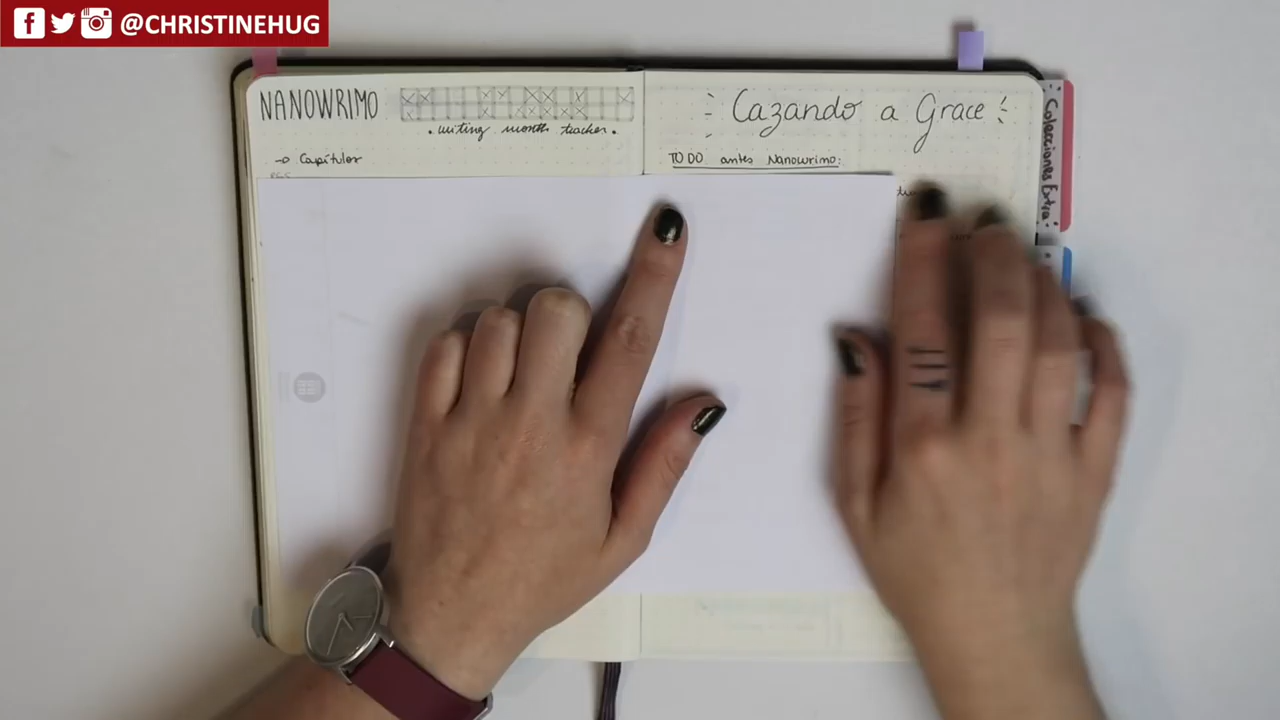 @CHRISTINEHUG
NANOWRIMO
. writing month tracker .
→ Capítulos
Cazando a Grace
TO DO antes Nanowrimo:
Colecciones Extra